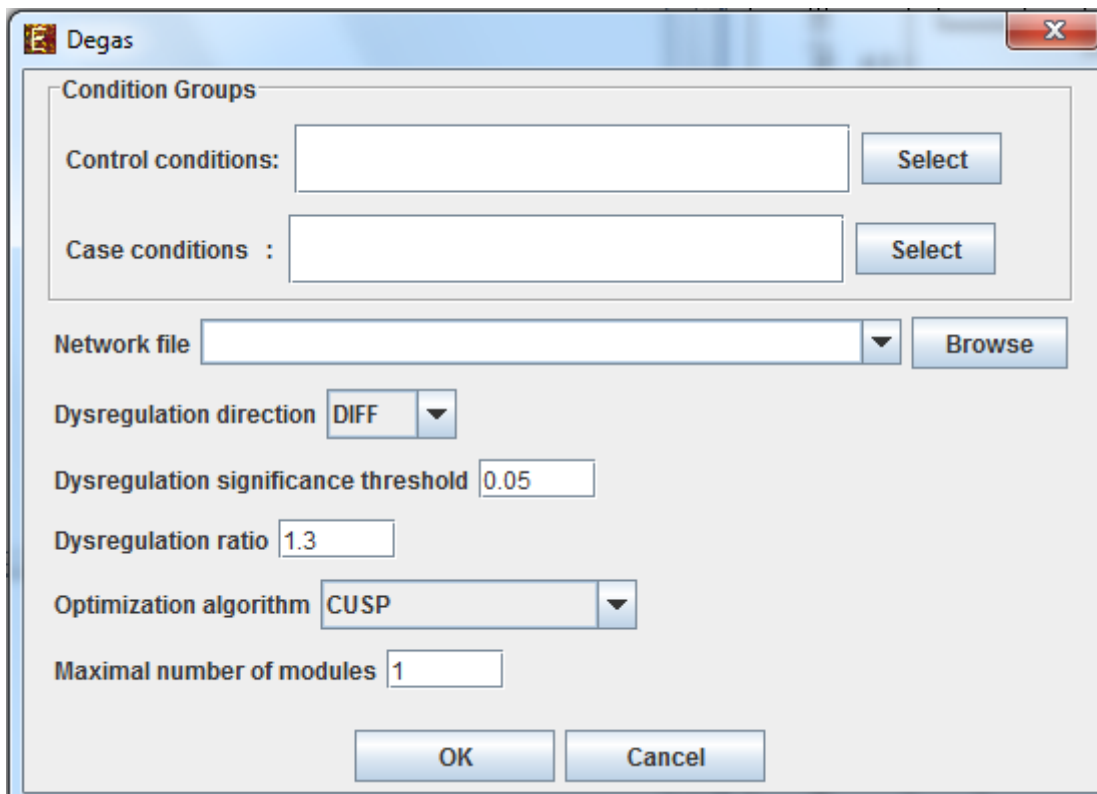 Degas
Condition Groups
Control conditions: Select
Case conditions : Select
Network file Browse
Dysregulation direction DIFF
Dysregulation significance threshold 0.05
Dysregulation ratio 1.3
Optimization algorithm CUSP
Maximal number of modules 1
OK Cancel